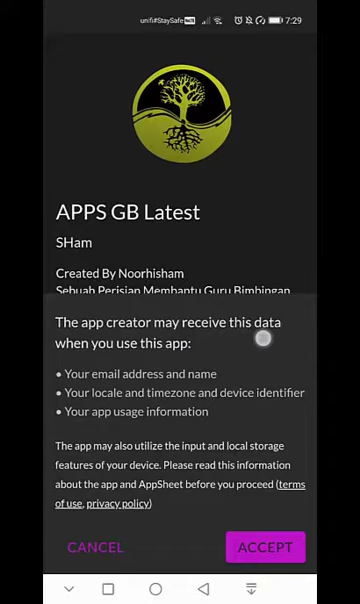 unifi#StaySafe 7:29
APPS GB Latest
SHam
Created By Noorhisham
Sebuah Perisian Membantu Guru Bimbingan
The app creator may receive this data
when you use this app:
• Your email address and name
• Your locale and timezone and device identifier
• Your app usage information
The app may also utilize the input and local storage
features of your device. Please read this information
about the app and AppSheet before you proceed (terms
of use, privacy policy)
CANCEL ACCEPT